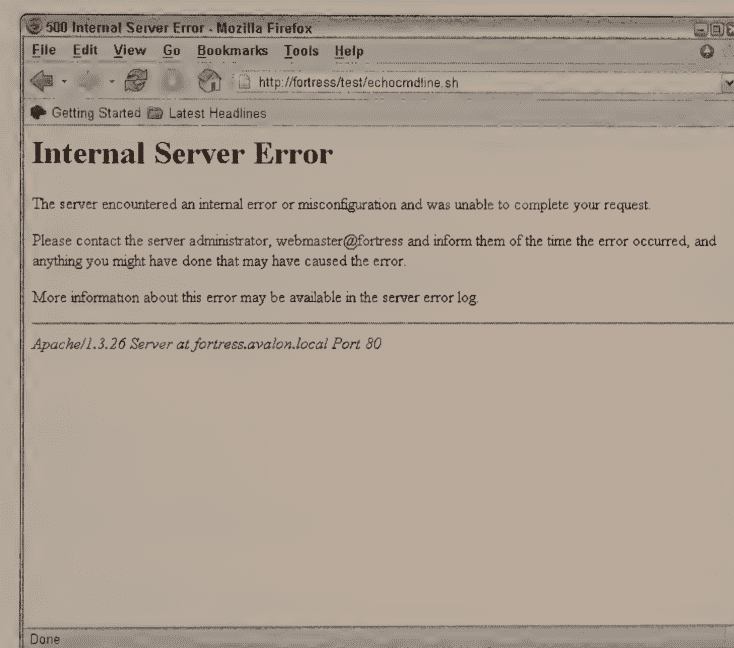 500 Internal Server Error - Mozilla Firefox
File Edit View Go Bookmarks Tools Help
http://fortress/test/echocmdline.sh
Getting Started Latest Headlines
Internal Server Error
The server encountered an internal error or misconfiguration and was unable to complete your request.
Please contact the server administrator, webmaster@fortress and inform them of the time the error occurred, and
anything you might have done that may have caused the error.
More information about this error may be available in the server error log.
Apache/1.3.26 Server at fortress.avalon.local Port 80
Done